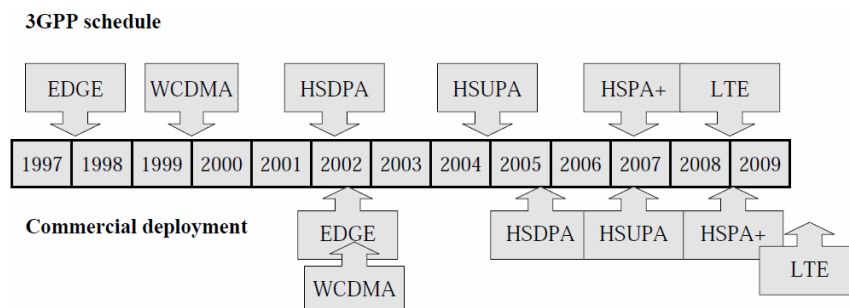 3GPP schedule
EDGE WCDMA HSDPA HSUPA HSPA+ LTE
1997 1998 1999 2000 2001 2002 2003 2004 2005 2006 2007 2008 2009
Commercial deployment
EDGE HSDPA HSUPA HSPA+
WCDMA LTE